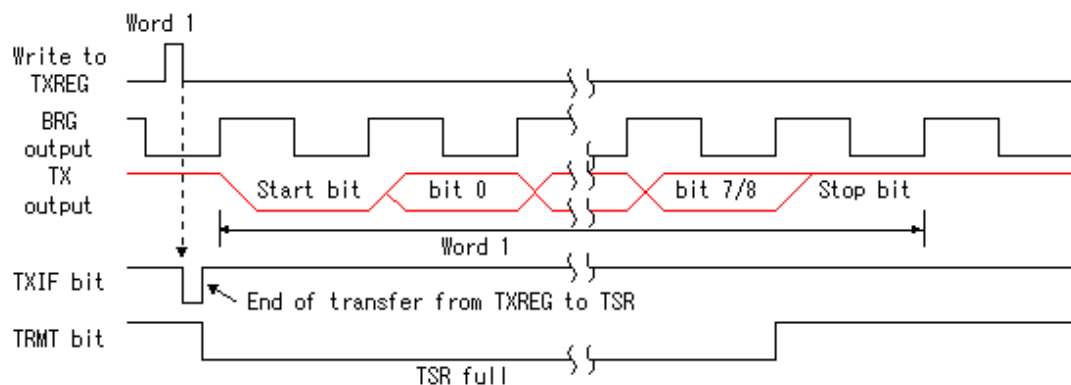 Word 1
Write to
TXREG
BRG
output
TX
output
Start bit
bit 0
bit 7/8
Stop bit
Word 1
TXIF bit
End of transfer from TXREG to TSR
TRMT bit
TSR full